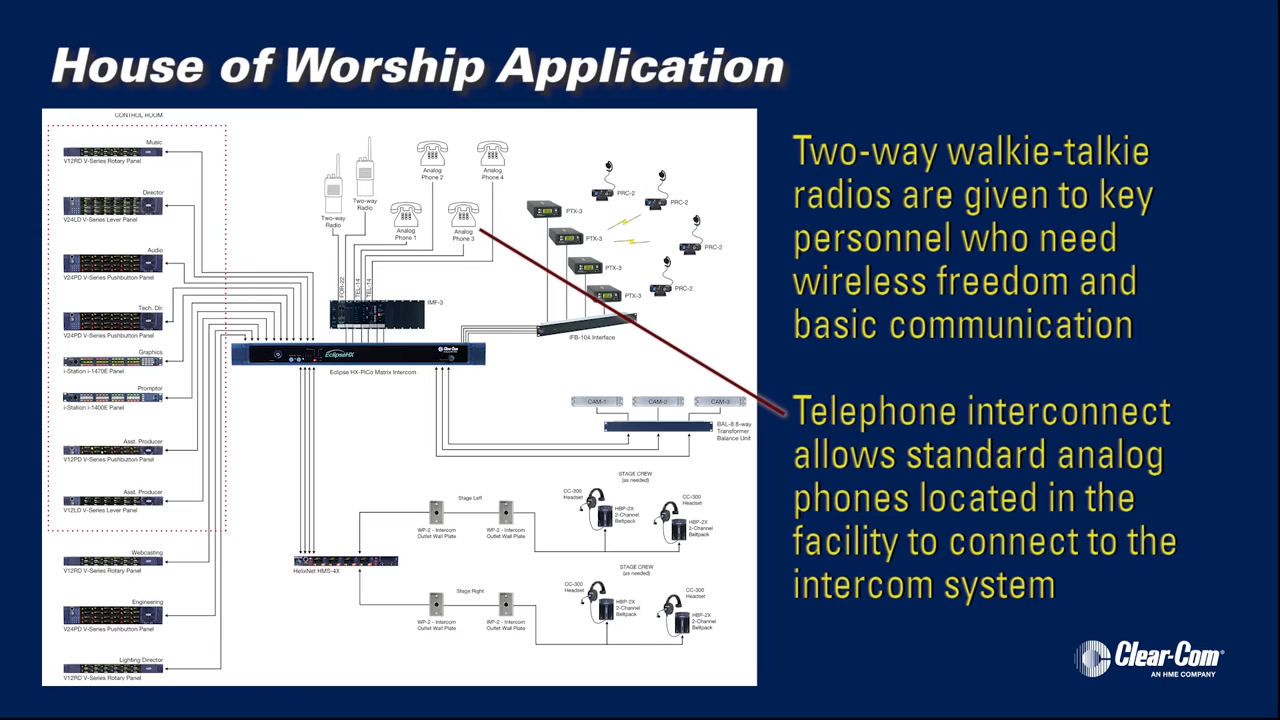 House of Worship Application
CONTROL ROOM
Music
V12RD V-Series Rotary Panel
Director
V24LD V-Series Lever Panel
Audio
V24PD V-Series Pushbutton Panel
Tech. Dir.
V24PD V-Series Pushbutton Panel
Graphics
i-Station i-1470E Panel
Promptor
i-Station i-1400E Panel
Asst. Producer
V12PD V-Series Pushbutton Panel
Asst. Producer
V12LD V-Series Lever Panel
Webcasting
V12RD V-Series Rotary Panel
Engineering
V24PD V-Series Pushbutton Panel
Lighting Director
V12RD V-Series Rotary Panel
Two-way
Radio
Two-way
Radio
Analog
Phone 2
Analog
Phone 4
Analog
Phone 1
Analog
Phone 3
FOR-22
TEL-14
TEL-14
IMF-3
PTX-3
PTX-3
PTX-3
PTX-3
PRC-2
PRC-2
PRC-2
PRC-2
IFB-104 Interface
EclipseHX
Clear-Com
Eclipse HX-PiCo Matrix Intercom
CAM-1
CAM-2
CAM-3
BAL-8 8-way
Transformer
Balance Unit
HelixNet HMS-4X
Stage Left
WP-2 - Intercom
Outlet Wall Plate
WP-2 - Intercom
Outlet Wall Plate
STAGE CREW
(as needed)
CC-300
Headset
HBP-2X
2-Channel
Beltpack
CC-300
Headset
HBP-2X
2-Channel
Beltpack
Stage Right
WP-2 - Intercom
Outlet Wall Plate
WP-2 - Intercom
Outlet Wall Plate
STAGE CREW
(as needed)
CC-300
Headset
HBP-2X
2-Channel
Beltpack
CC-300
Headset
HBP-2X
2-Channel
Beltpack
Two-way walkie-talkie
radios are given to key
personnel who need
wireless freedom and
basic communication
Telephone interconnect
allows standard analog
phones located in the
facility to connect to the
intercom system
Clear-Com®
AN HME COMPANY